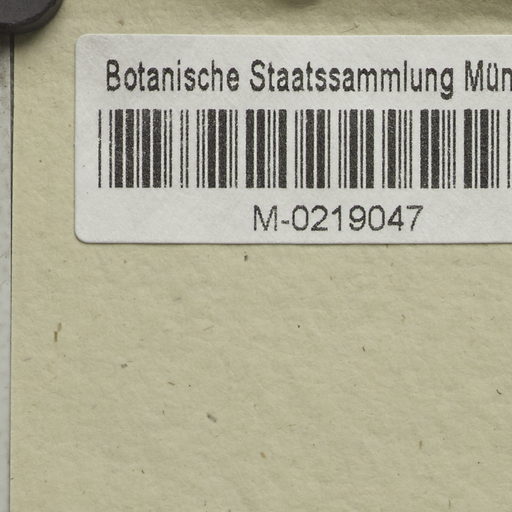 Botanische Staatssammlung Mün
M-0219047